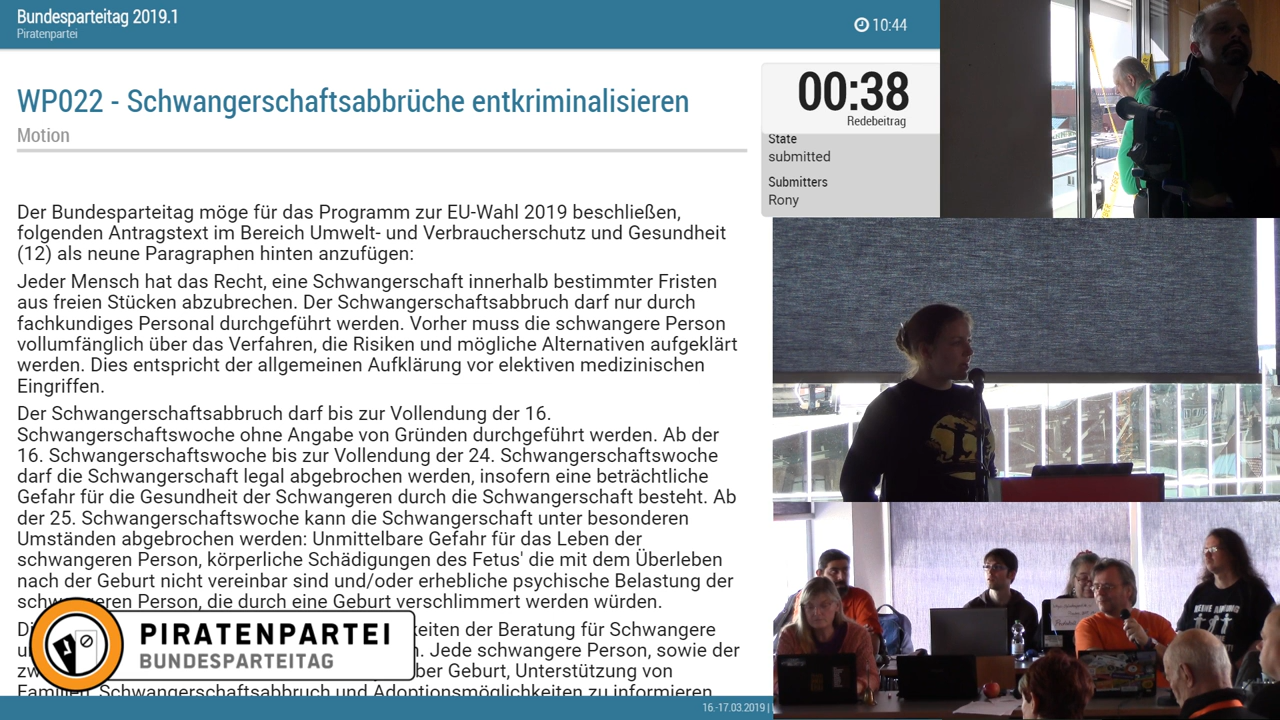 Bundesparteitag 2019.1
Piratenpartei
10:44
WP022 - Schwangerschaftsabbrüche entkriminalisieren
Motion
00:38
Redebeitrag
State
submitted
Submitters
Rony
Der Bundesparteitag möge für das Programm zur EU-Wahl 2019 beschließen,
folgenden Antragstext im Bereich Umwelt- und Verbraucherschutz und Gesundheit
(12) als neune Paragraphen hinten anzufügen:
Jeder Mensch hat das Recht, eine Schwangerschaft innerhalb bestimmter Fristen
aus freien Stücken abzubrechen. Der Schwangerschaftsabbruch darf nur durch
fachkundiges Personal durchgeführt werden. Vorher muss die schwangere Person
vollumfänglich über das Verfahren, die Risiken und mögliche Alternativen aufgeklärt
werden. Dies entspricht der allgemeinen Aufklärung vor elektiven medizinischen
Eingriffen.
Der Schwangerschaftsabbruch darf bis zur Vollendung der 16.
Schwangerschaftswoche ohne Angabe von Gründen durchgeführt werden. Ab der
16. Schwangerschaftswoche bis zur Vollendung der 24. Schwangerschaftswoche
darf die Schwangerschaft legal abgebrochen werden, insofern eine beträchtliche
Gefahr für die Gesundheit der Schwangeren durch die Schwangerschaft besteht. Ab
der 25. Schwangerschaftswoche kann die Schwangerschaft unter besonderen
Umständen abgebrochen werden: Unmittelbare Gefahr für das Leben der
schwangeren Person, körperliche Schädigungen des Fetus' die mit dem Überleben
nach der Geburt nicht vereinbar sind und/oder erhebliche psychische Belastung der
schwangeren Person, die durch eine Geburt verschlimmert werden würden.
keiten der Beratung für Schwangere
n. Jede schwangere Person, sowie der
ber Geburt, Unterstützung von
Familien, Schwangerschaftsabbruch und Adoptionsmöglichkeiten zu informieren
PIRATENPARTEI
BUNDESPARTEITAG
16.-17.03.2019 |